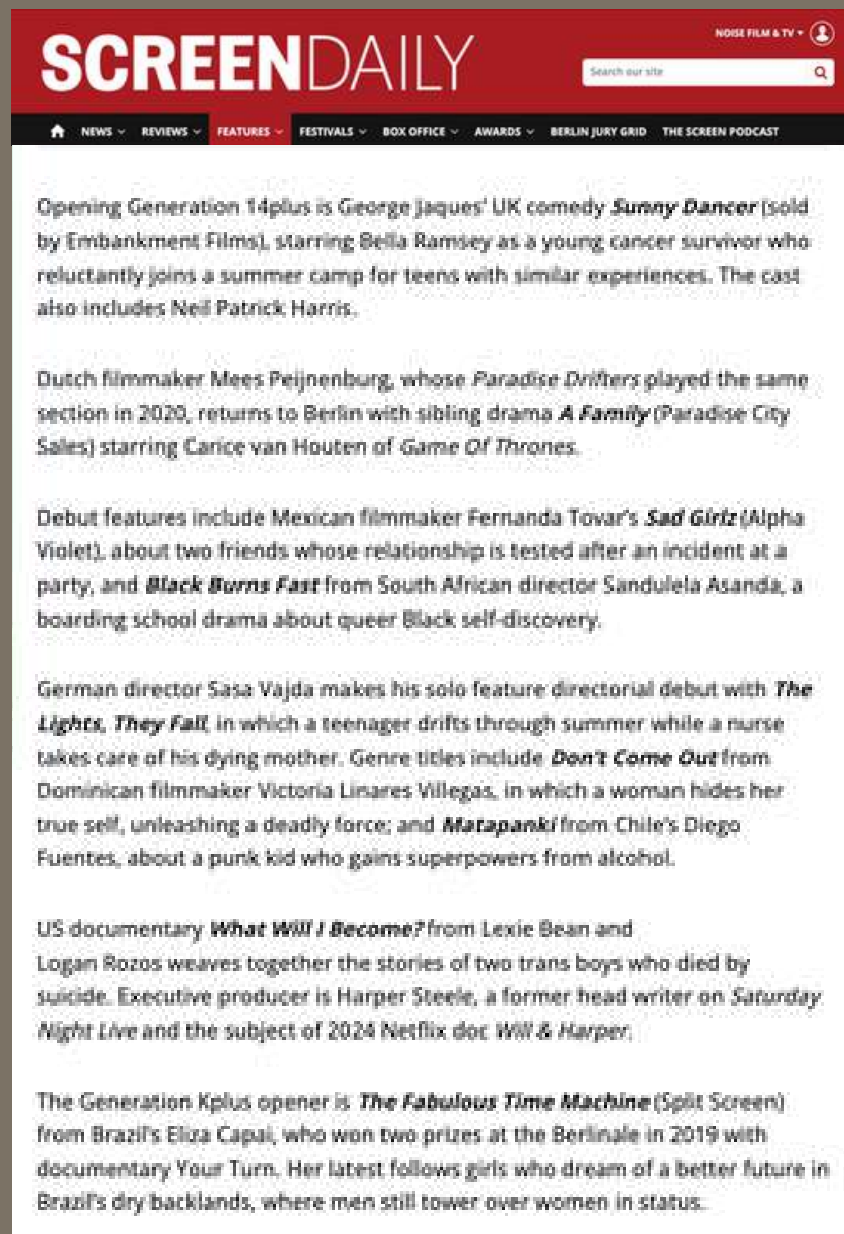 NOISE FILM & TV
SCREENDAILY
Search our site
NEWS REVIEWS FEATURES FESTIVALS BOX OFFICE AWARDS BERLIN JURY GRID THE SCREEN PODCAST
Opening Generation 14plus is George Jaques' UK comedy Sunny Dancer (sold
by Embankment Films), starring Bella Ramsey as a young cancer survivor who
reluctantly joins a summer camp for teens with similar experiences. The cast
also includes Neil Patrick Harris.
Dutch filmmaker Mees Peijnenburg, whose Paradise Drifters played the same
section in 2020, returns to Berlin with sibling drama A Family (Paradise City
Sales) starring Carice van Houten of Game Of Thrones.
Debut features include Mexican filmmaker Fernanda Tovar's Sad Girlz (Alpha
Violet), about two friends whose relationship is tested after an incident at a
party, and Black Burns Fast from South African director Sandulela Asanda, a
boarding school drama about queer Black self-discovery.
German director Sasa Vajda makes his solo feature directorial debut with The
Lights, They Fall, in which a teenager drifts through summer while a nurse
takes care of his dying mother. Genre titles include Don't Come Out from
Dominican filmmaker Victoria Linares Villegas, in which a woman hides her
true self, unleashing a deadly force; and Matapanki from Chile's Diego
Fuentes, about a punk kid who gains superpowers from alcohol.
US documentary What Will I Become? from Lexie Bean and
Logan Rozos weaves together the stories of two trans boys who died by
suicide. Executive producer is Harper Steele, a former head writer on Saturday
Night Live and the subject of 2024 Netflix doc Will & Harper.
The Generation Kplus opener is The Fabulous Time Machine (Split Screen)
from Brazil's Eliza Capai, who won two prizes at the Berlinale in 2019 with
documentary Your Turn. Her latest follows girls who dream of a better future in
Brazil's dry backlands, where men still tower over women in status.